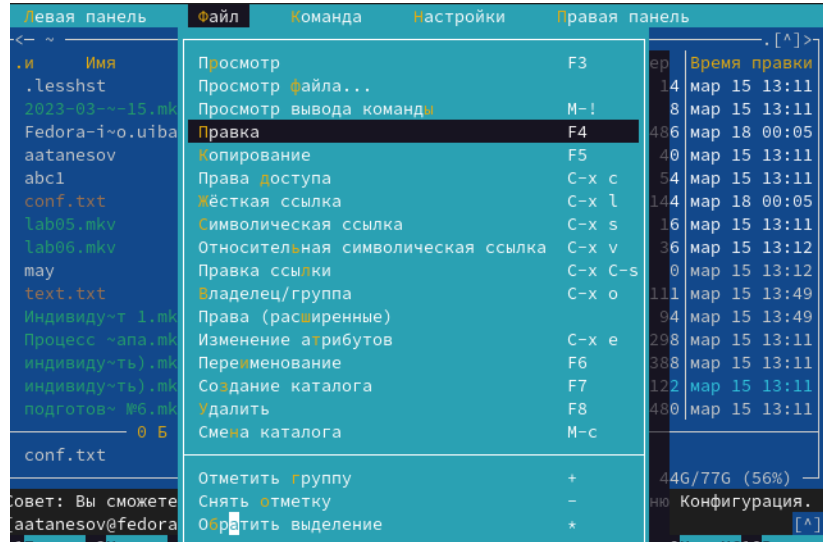 Левая панель Файл Команда Настройки Правая панель
<— ~ .[^]>
.и Имя Время правки
Просмотр F3
.lesshst Просмотр файла... 14 мар 15 13:11
2023-03-~-15.mk Просмотр вывода команды M-! 8 мар 15 13:11
Fedora-i~o.uiba Правка F4 486 мар 18 00:05
aatanesov Копирование F5 40 мар 15 13:11
abc1 Права доступа C-x c 54 мар 15 13:11
conf.txt Жёсткая ссылка C-x l 144 мар 18 00:05
lab05.mkv Символическая ссылка C-x s 16 мар 15 13:11
lab06.mkv Относительная символическая ссылка C-x v 36 мар 15 13:12
may Правка ссылки C-x C-s 0 мар 15 13:12
text.txt Владелец/группа C-x o 111 мар 15 13:49
Индивиду~т 1.mk Права (расширенные) 94 мар 15 13:49
Процесс ~апа.mk Изменение атрибутов C-x e 298 мар 15 13:11
индивиду~ть).mk Переименование F6 388 мар 15 13:11
индивиду~ть).mk Создание каталога F7 122 мар 15 13:11
подготов~ №6.mk Удалить F8 480 мар 15 13:11
0 Б Смена каталога M-c
conf.txt
Отметить группу + 44G/77G (56%)
Совет: Вы сможете Снять отметку - ню Конфигурация.
[aatanesov@fedora Обратить выделение * [^]